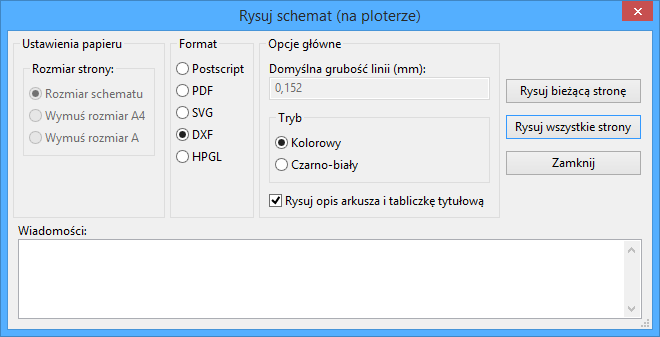 Rysuj schemat (na ploterze)
Ustawienia papieru
Rozmiar strony:
Rozmiar schematu
Wymuś rozmiar A4
Wymuś rozmiar A
Format
Postscript
PDF
SVG
DXF
HPGL
Opcje główne
Domyślna grubość linii (mm):
0,152
Tryb
Kolorowy
Czarno-biały
Rysuj opis arkusza i tabliczkę tytułową
Rysuj bieżącą stronę
Rysuj wszystkie strony
Zamknij
Wiadomości: